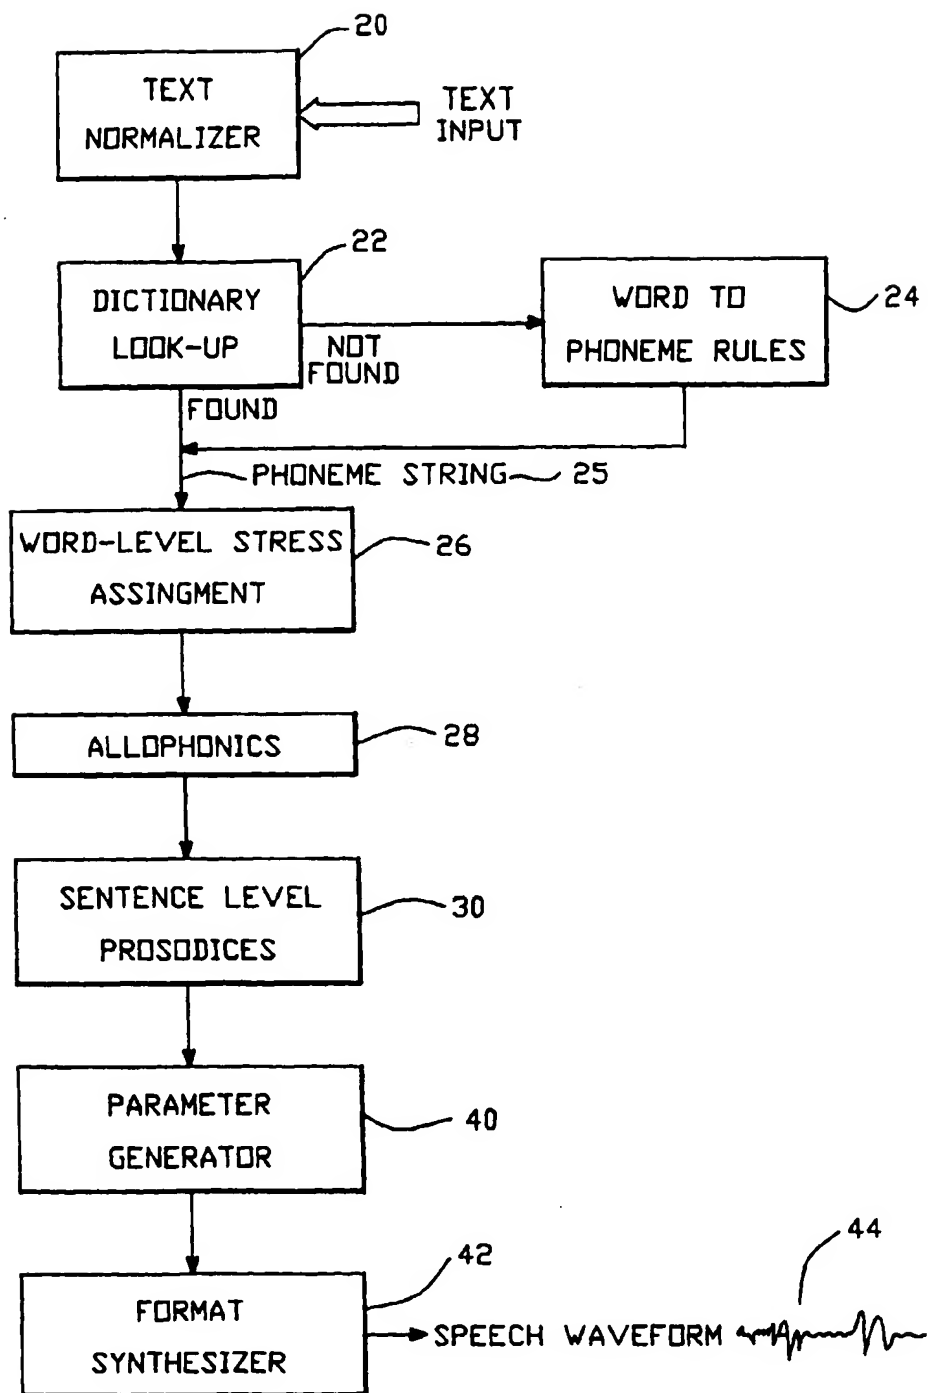 20
TEXT
NORMALIZER
TEXT
INPUT
22
DICTIONARY
LOOK-UP
NOT
FOUND
WORD TO
PHONEME RULES
24
FOUND
PHONEME STRING
25
WORD-LEVEL STRESS
ASSINGMENT
26
ALLOPHONICS
28
SENTENCE LEVEL
PROSODICES
30
PARAMETER
GENERATOR
40
42
FORMAT
SYNTHESIZER
SPEECH WAVEFORM
44